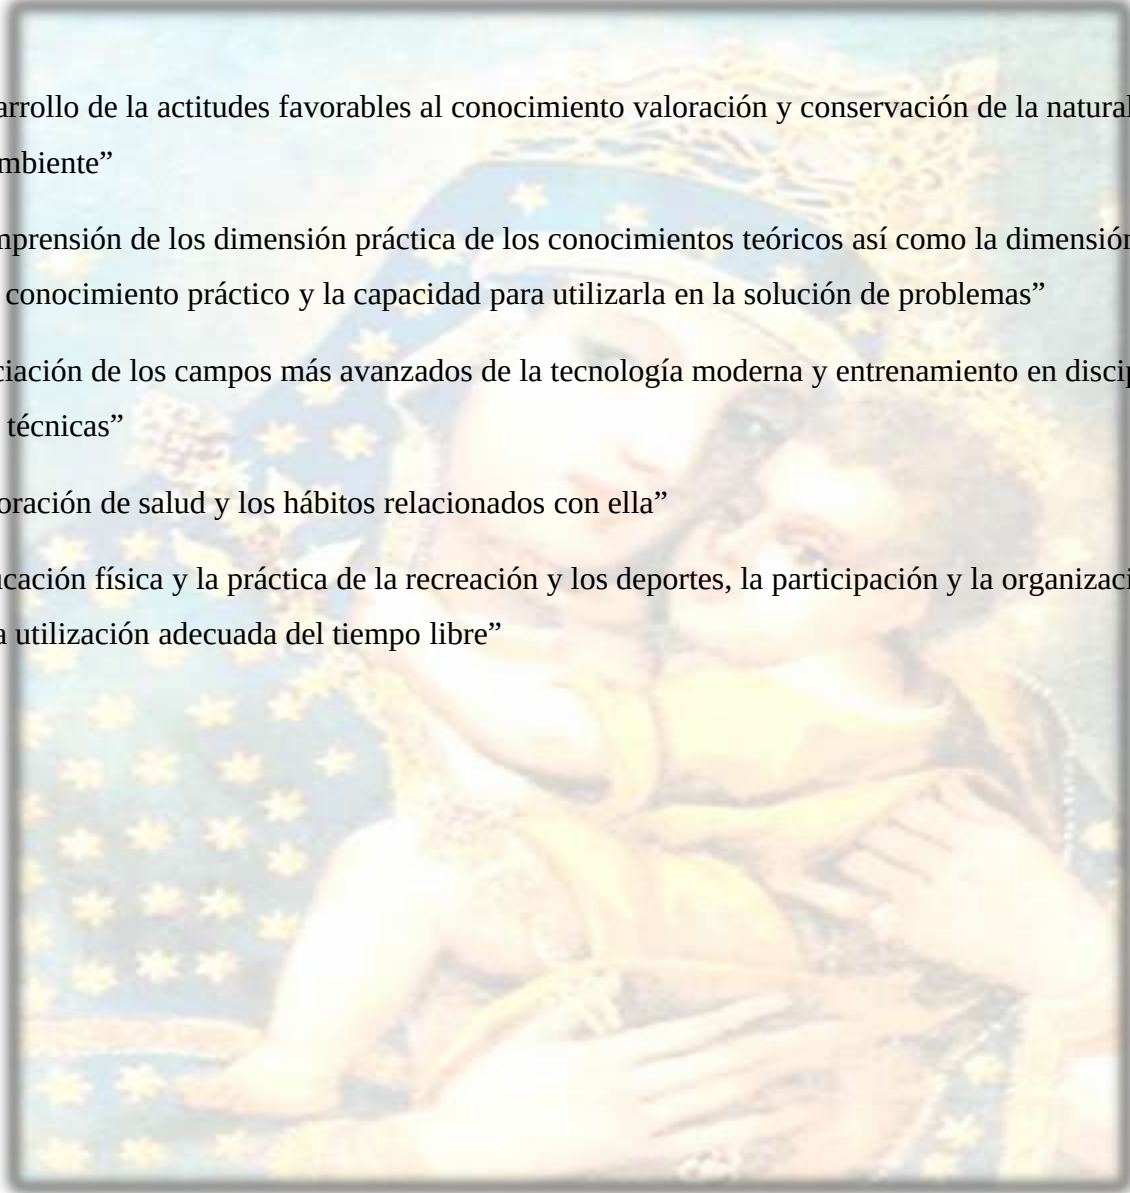 arrollo de la actitudes favorables al conocimiento valoración y conservación de la natural
mbiente”
mprensión de los dimensión práctica de los conocimientos teóricos así como la dimensión
conocimiento práctico y la capacidad para utilizarla en la solución de problemas”
ciación de los campos más avanzados de la tecnología moderna y entrenamiento en discip
técnicas”
oración de salud y los hábitos relacionados con ella”
ucación física y la práctica de la recreación y los deportes, la participación y la organizaci
a utilización adecuada del tiempo libre”